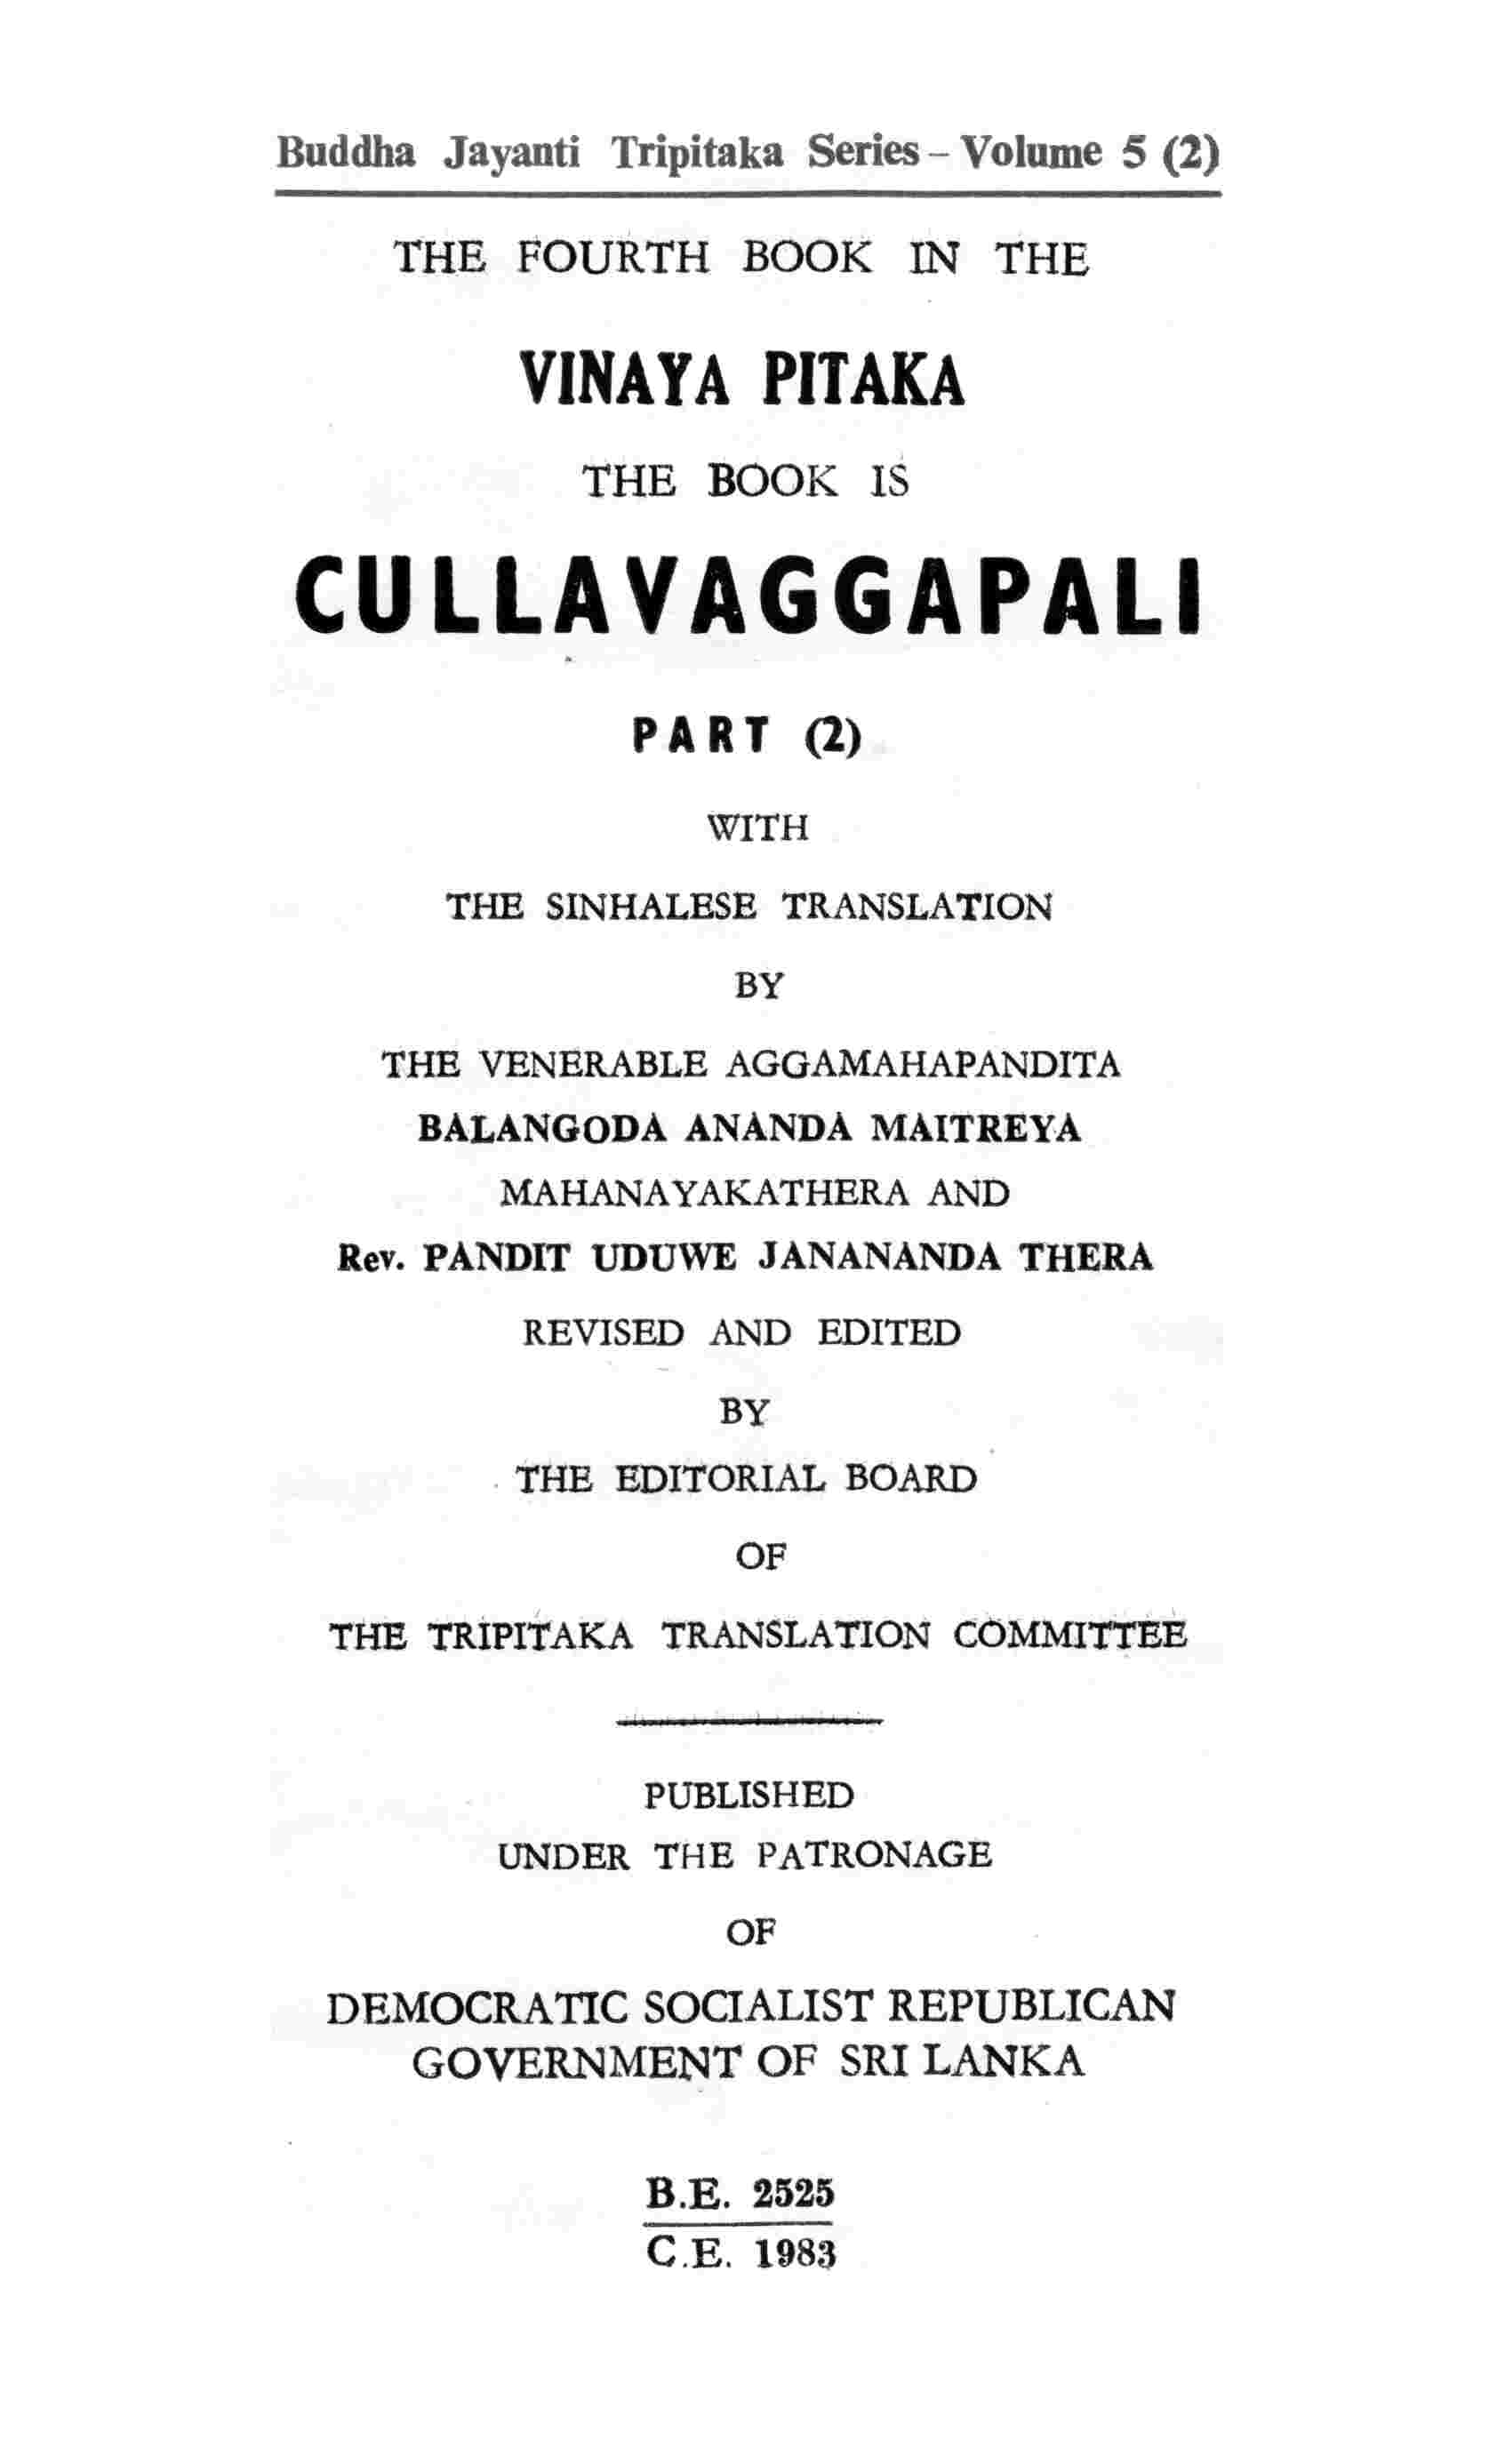 Buddha Jayanti Tripitaka Series – Volume 5 (2)
THE FOURTH BOOK IN THE
VINAYA PITAKA
THE BOOK IS
CULLAVAGGAPALI
PART (2)
WITH
THE SINHALESE TRANSLATION
BY
THE VENERABLE AGGAMAHAPANDITA
BALANGODA ANANDA MAITREYA
MAHANAYAKATHERA AND
Rev. PANDIT UDUWE JANANANDA THERA
REVISED AND EDITED
BY
THE EDITORIAL BOARD
OF
THE TRIPITAKA TRANSLATION COMMITTEE
PUBLISHED
UNDER THE PATRONAGE
OF
DEMOCRATIC SOCIALIST REPUBLICAN
GOVERNMENT OF SRI LANKA
B.E. 2525
C.E. 1983